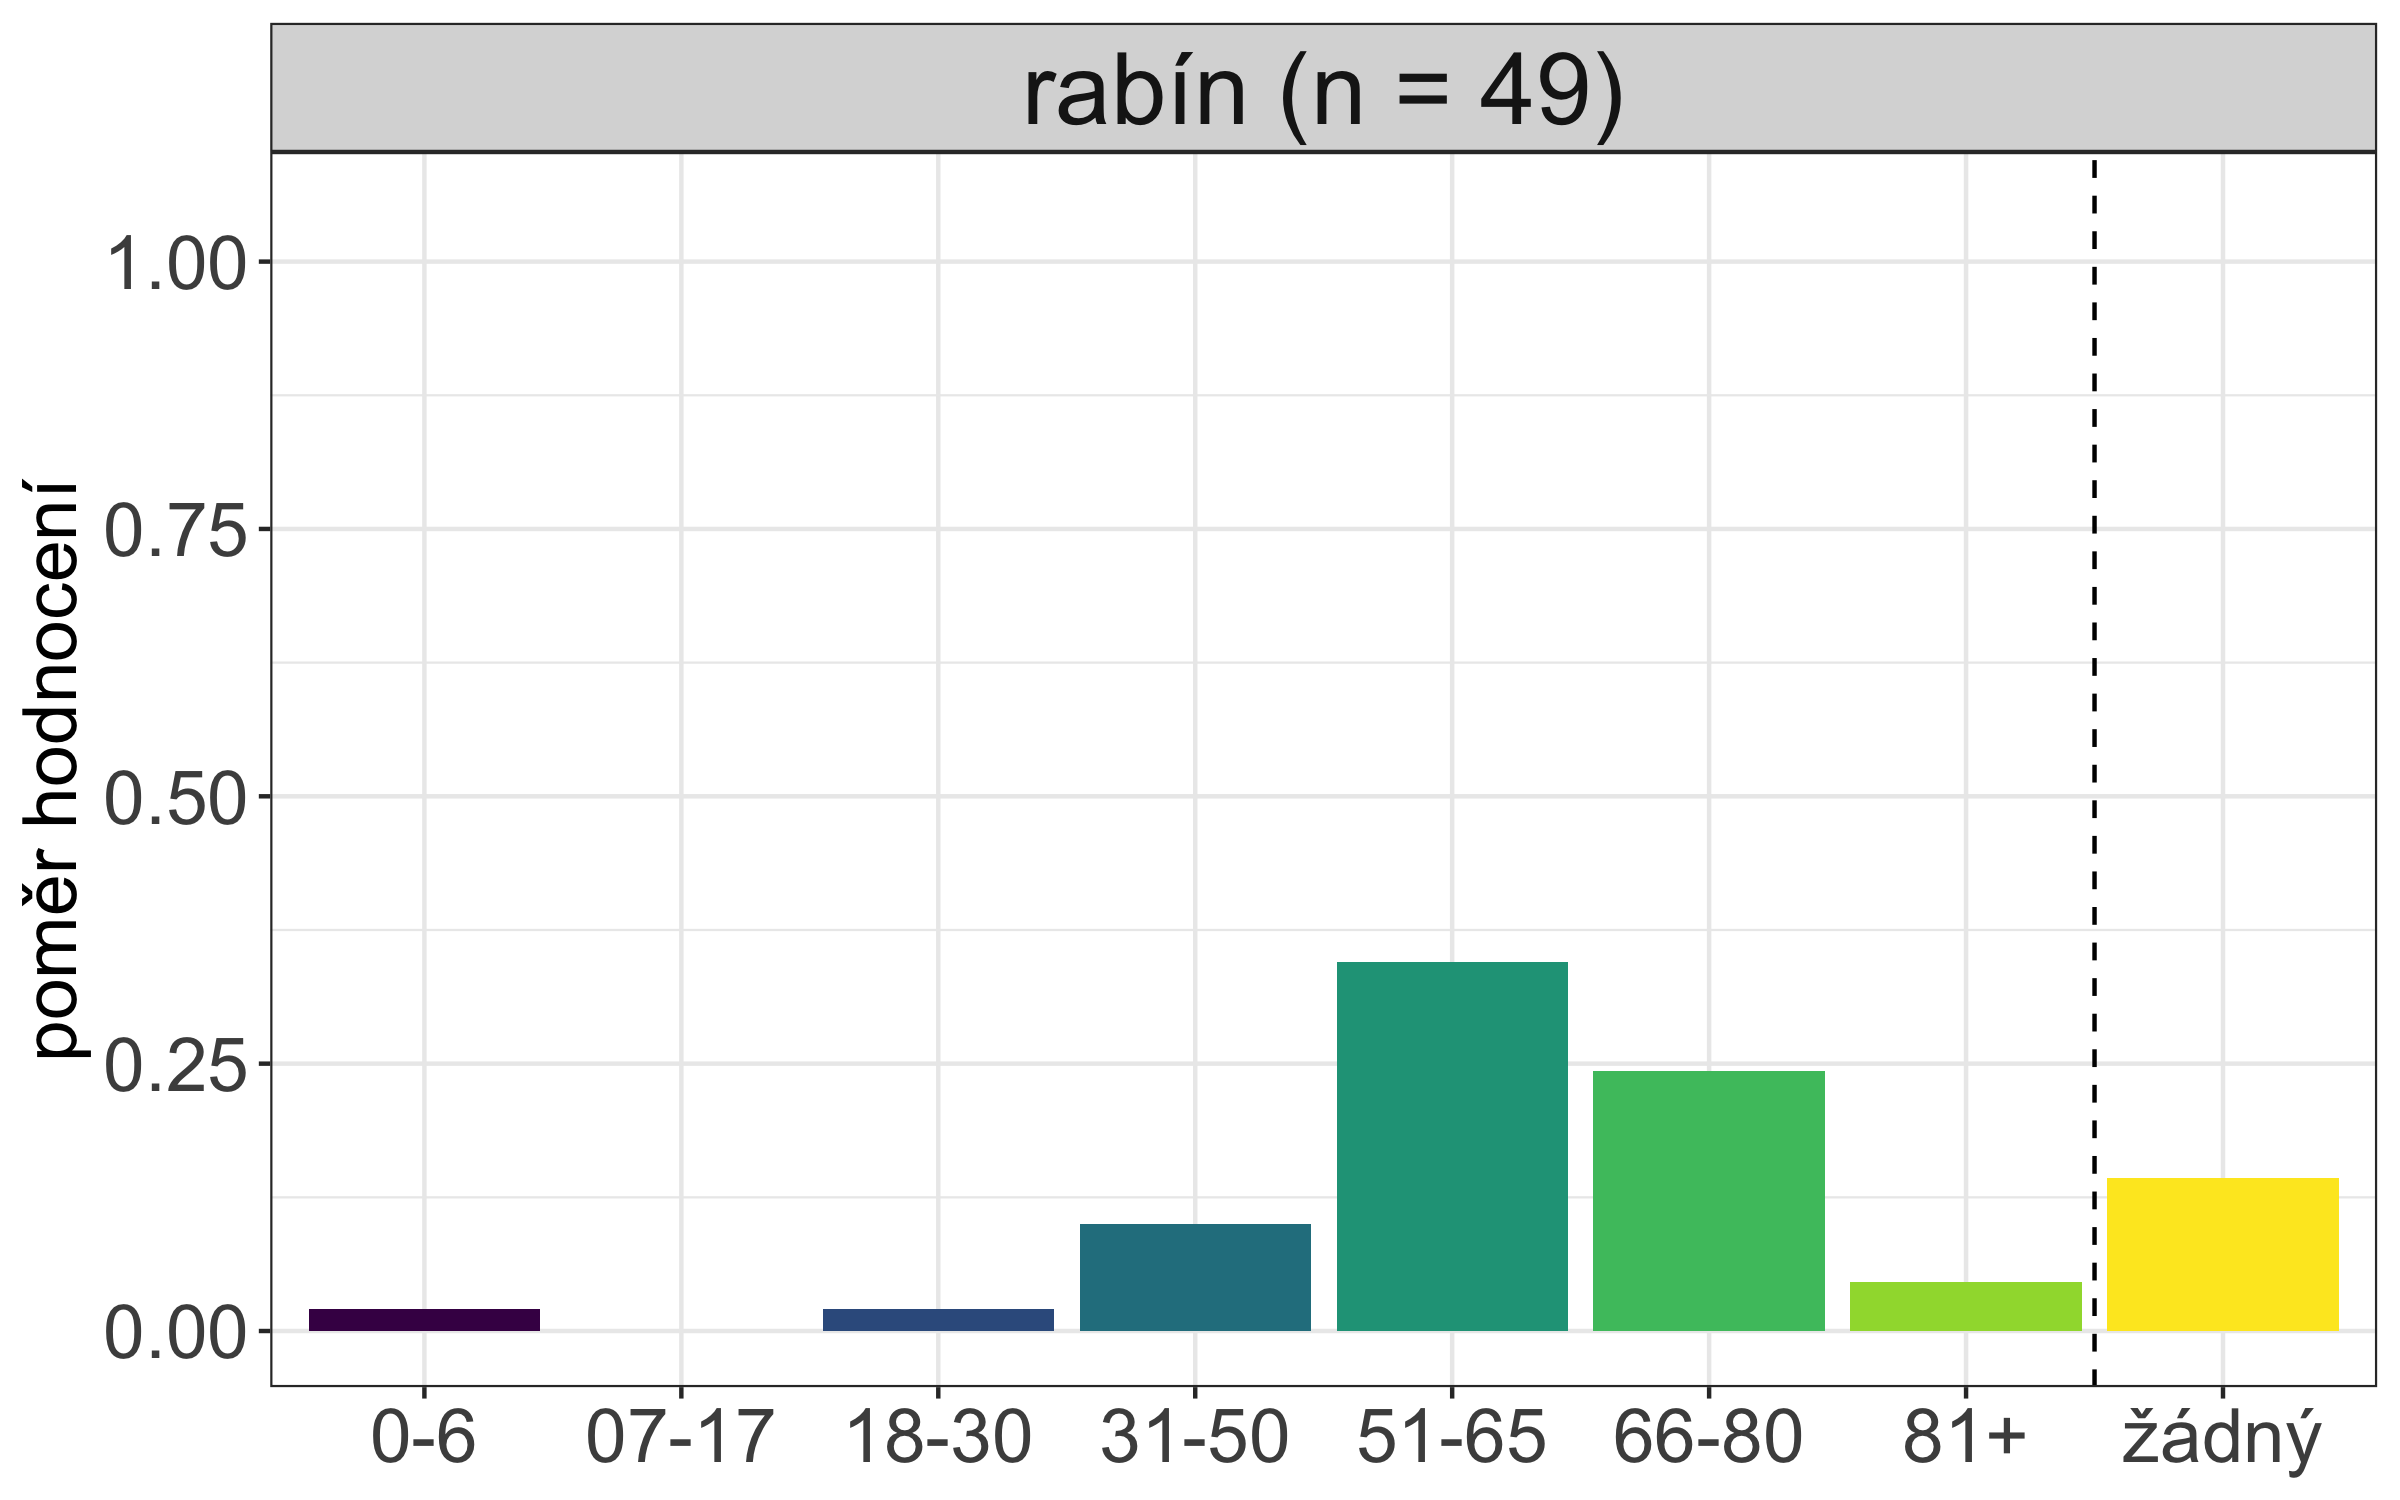 rabín (n = 49)
poměr hodnocení
1.00
0.75
0.50
0.25
0.00
0-6 07-17 18-30 31-50 51-65 66-80 81+ žádný